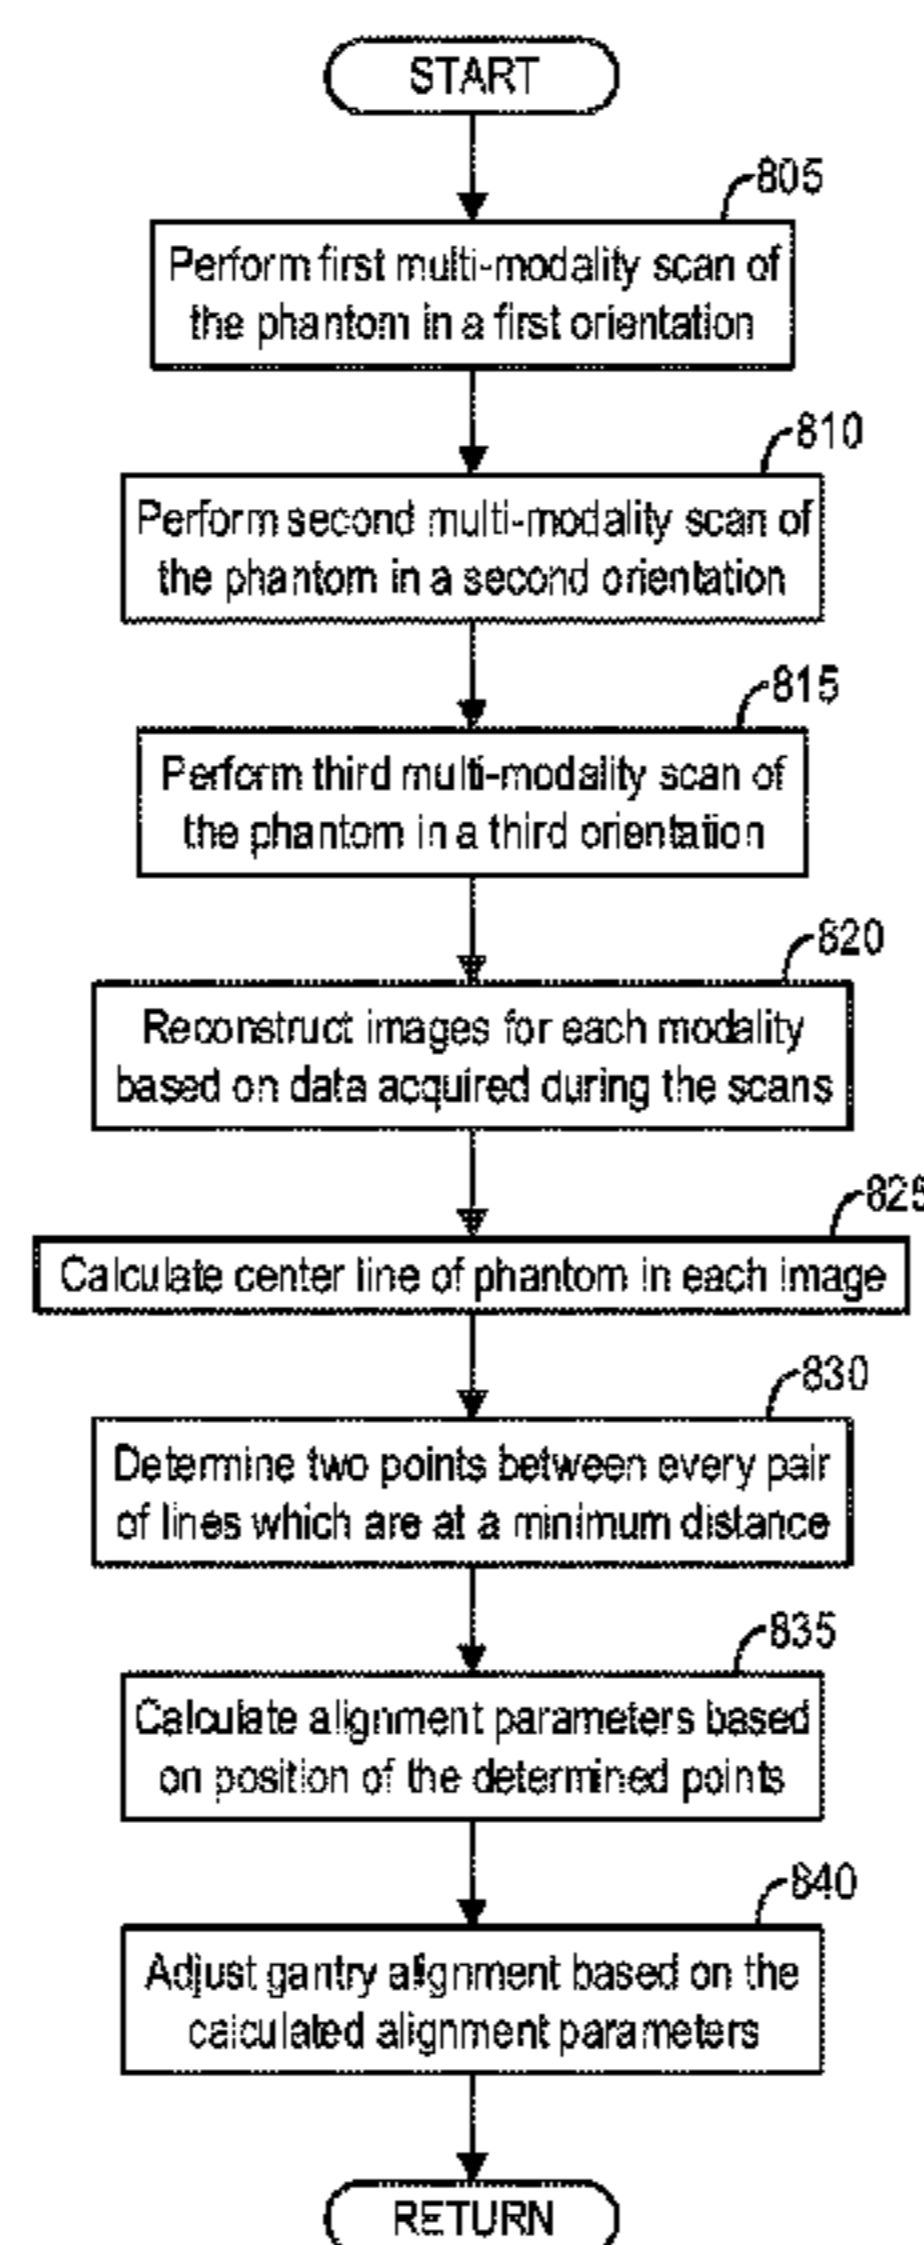 START
805
Perform first multi-modality scan of
the phantom in a first orientation
810
Perform second multi-modality scan of
the phantom in a second orientation
815
Perform third multi-modality scan of
the phantom in a third orientation
820
Reconstruct images for each modality
based on data acquired during the scans
825
Calculate center line of phantom in each image
830
Determine two points between every pair
of lines which are at a minimum distance
835
Calculate alignment parameters based
on position of the determined points
840
Adjust gantry alignment based on the
calculated alignment parameters
RETURN